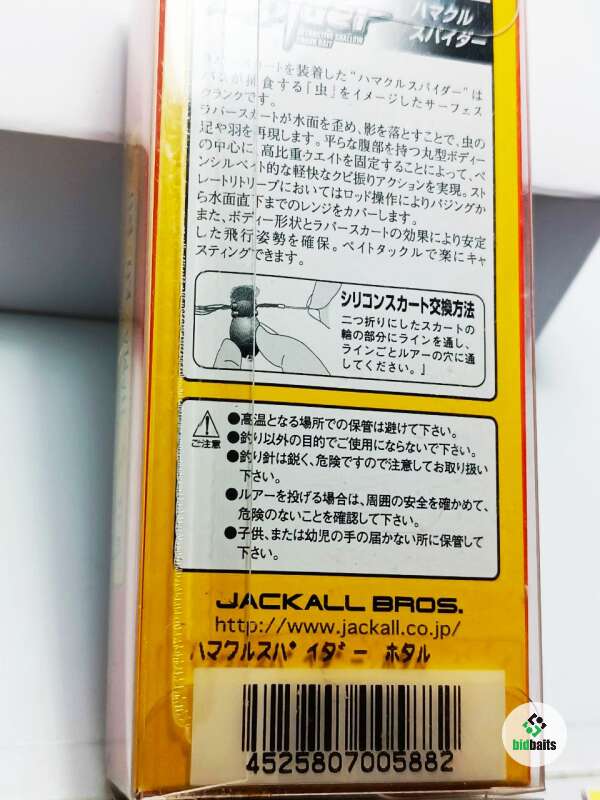 ハマクル
スパイダー
スカートを装着した“ハマクルスパイダー”は
捕食する「虫」をイメージしたサーフェス
クランクです。
ラバースカートが水面を歪め、影を落とすことで、虫の
足や羽を再現します。平らな腹部を持つ丸型ボディー
の中心に、高比重ウエイトを固定することによって、ペ
ンシルベイト的な軽快なクビ振りアクションを実現。スト
レートリトリーブにおいてはロッド操作によりバジングか
ら水面直下までのレンジをカバーします。
また、ボディー形状とラバースカートの効果により安定
した飛行姿勢を確保。ベイトタックルで楽にキャ
スティングできます。
シリコンスカート交換方法
二つ折りにしたスカートの
輪の部分にラインを通し、
ラインごとルアーの穴に通
してください。」
ご注意
●高温となる場所での保管は避けて下さい。
●釣り以外の目的でご使用にならないで下さい。
●釣り針は鋭く、危険ですので注意してお取り扱い
下さい。
●ルアーを投げる場合は、周囲の安全を確かめて、
危険のないことを確認して下さい。
●子供、または幼児の手の届かない所に保管して
下さい。
JACKALL BROS.
http://www.jackall.co.jp/
ハマクルスパイダー ホタル
4525807005882
bidbaits